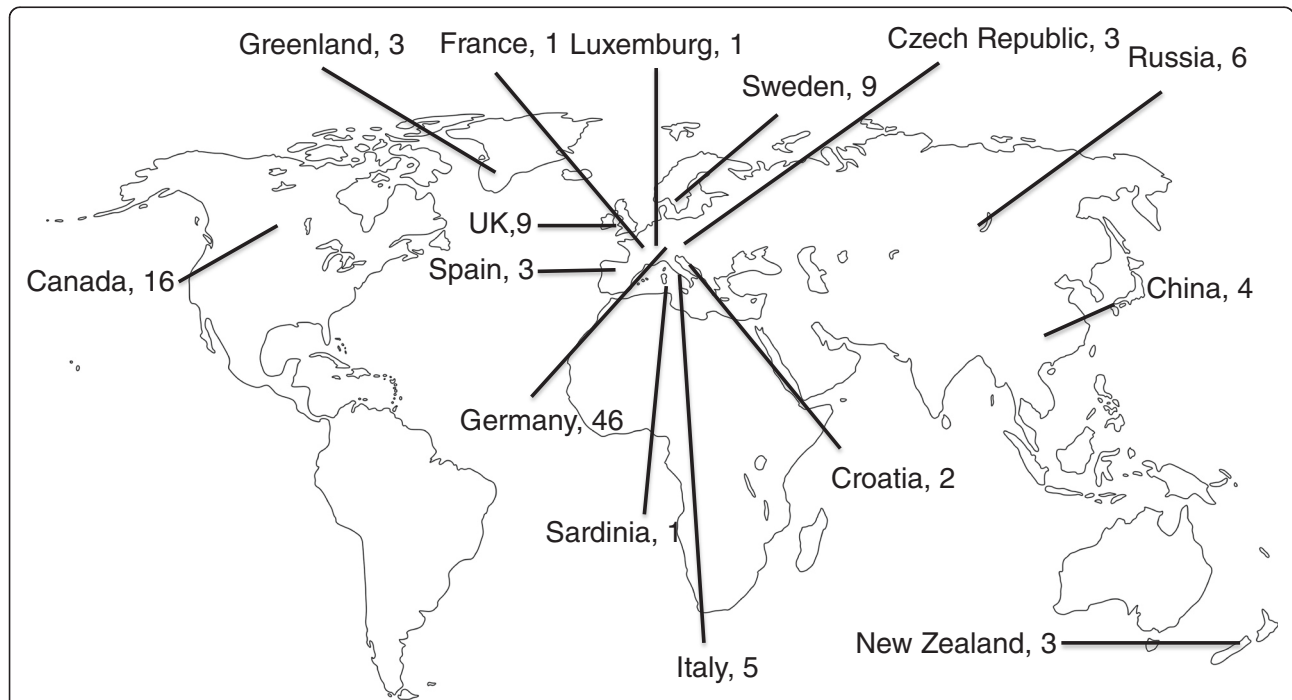 Greenland, 3
France, 1
Luxemburg, 1
Czech Republic, 3
Russia, 6
Sweden, 9
UK,9
Spain, 3
Canada, 16
China, 4
Germany, 46
Croatia, 2
Sardinia, 1
New Zealand, 3
Italy, 5